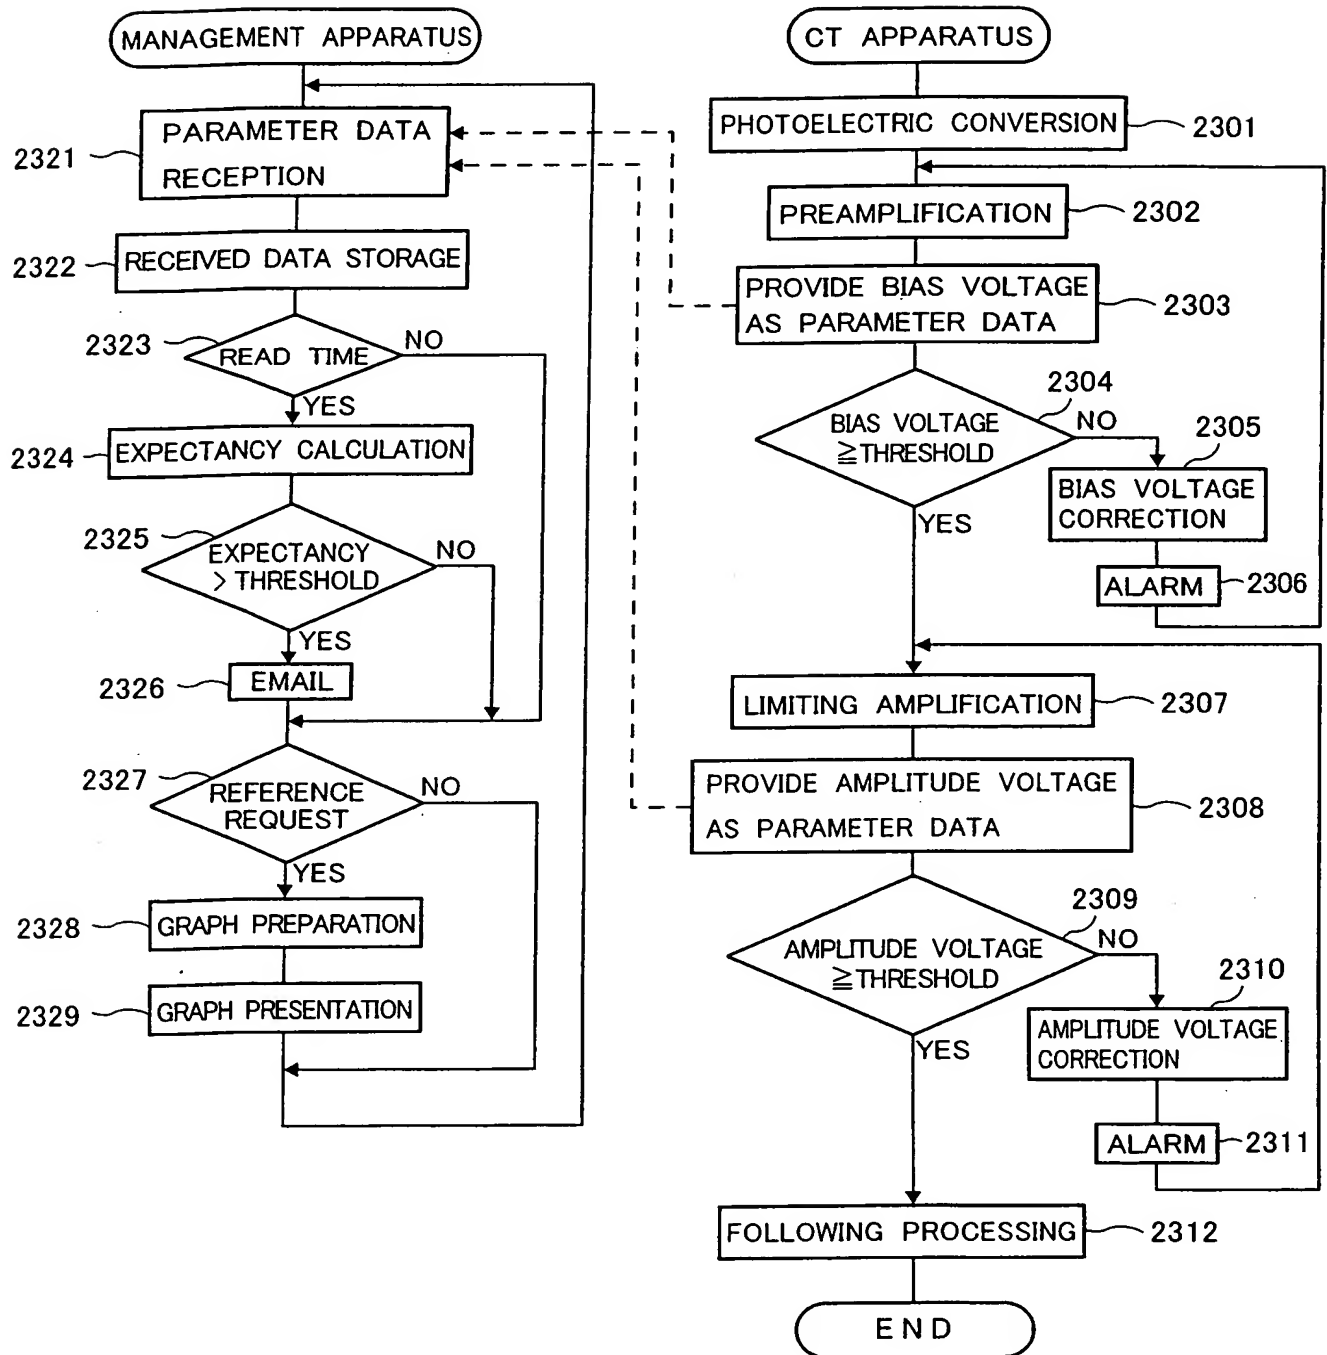 MANAGEMENT APPARATUS
2321
PARAMETER DATA
RECEPTION
2322
RECEIVED DATA STORAGE
2323
READ TIME
NO
YES
2324
EXPECTANCY CALCULATION
2325
EXPECTANCY
> THRESHOLD
NO
YES
2326
EMAIL
2327
REFERENCE
REQUEST
NO
YES
2328
GRAPH PREPARATION
2329
GRAPH PRESENTATION
CT APPARATUS
PHOTOELECTRIC CONVERSION
2301
PREAMPLIFICATION
2302
PROVIDE BIAS VOLTAGE
AS PARAMETER DATA
2303
2304
BIAS VOLTAGE
≧THRESHOLD
NO
YES
2305
BIAS VOLTAGE
CORRECTION
ALARM
2306
LIMITING AMPLIFICATION
2307
PROVIDE AMPLITUDE VOLTAGE
AS PARAMETER DATA
2308
2309
AMPLITUDE VOLTAGE
≧THRESHOLD
NO
YES
2310
AMPLITUDE VOLTAGE
CORRECTION
ALARM
2311
FOLLOWING PROCESSING
2312
END